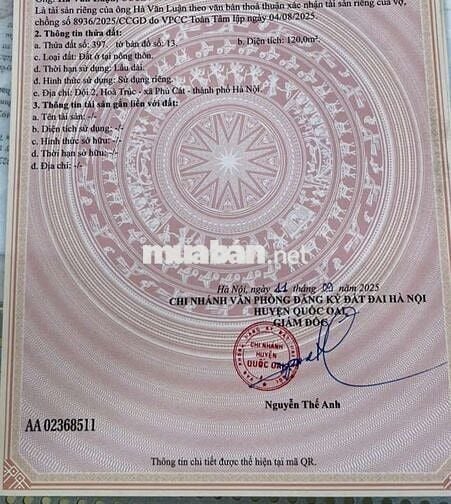 Là tài sản riêng của ông Hà Văn Luận theo văn bản thoả thuận xác nhận tài sản riêng của vợ,
chồng số 8936/2025/CCGD do VPCC Toàn Tâm lập ngày 04/08/2025.
2. Thông tin thửa đất:
a. Thửa đất số: 397, tờ bản đồ số: 13.
b. Diện tích: 120,0m².
c. Loại đất: Đất ở tại nông thôn.
d. Thời hạn sử dụng: Lâu dài.
đ. Hình thức sử dụng: Sử dụng riêng.
e. Địa chỉ: Đội 2, Hoà Trúc - xã Phú Cát - thành phố Hà Nội.
3. Thông tin tài sản gắn liền với đất:
a. Tên tài sản: -/-
b. Diện tích sử dụng: -/-
c. Hình thức sở hữu: -/-
d. Thời hạn sở hữu: -/-
đ. Địa chỉ: -/-
muaban.net
Hà Nội, ngày 11 tháng 09 năm 2025
CHI NHÁNH VĂN PHÒNG ĐĂNG KÝ ĐẤT ĐAI HÀ NỘI
HUYỆN QUỐC OAI
GIÁM ĐỐC
CHI NHÁNH
HUYỆN
QUỐC
Nguyễn Thế Anh
AA 02368511
Thông tin chi tiết được thể hiện tại mã QR.